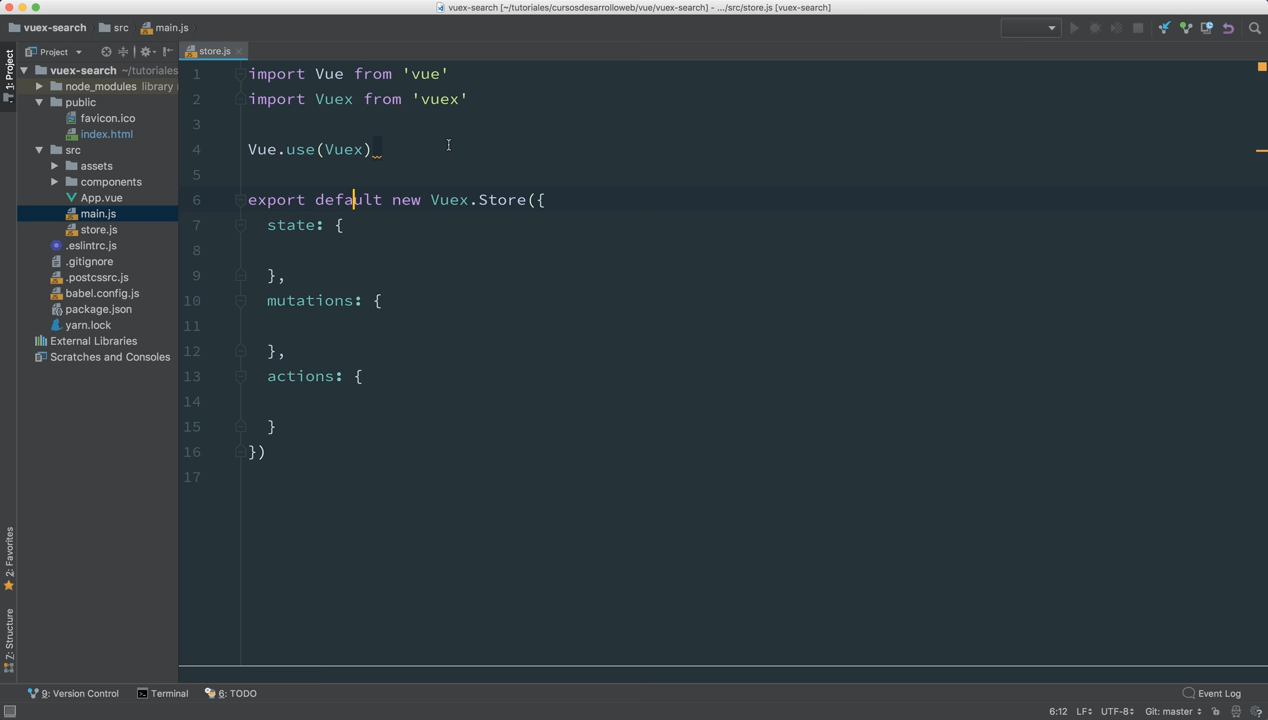 vuex-search [~/tutoriales/cursosdesarrolloweb/vue/vuex-search] - .../src/store.js [vuex-search]
vuex-search src main.js
1: Project
Project
store.js
vuex-search ~/tutoriales
node_modules library
public
favicon.ico
index.html
src
assets
components
App.vue
main.js
store.js
.eslintrc.js
.gitignore
.postcssrc.js
babel.config.js
package.json
yarn.lock
External Libraries
Scratches and Consoles
1 import Vue from 'vue'
2 import Vuex from 'vuex'
3
4 Vue.use(Vuex)
5
6 export default new Vuex.Store({
7 state: {
8
9 },
10 mutations: {
11
12 },
13 actions: {
14
15 }
16 })
17
2: Favorites
Z: Structure
9: Version Control Terminal 6: TODO Event Log
6:12 LF UTF-8 Git: master